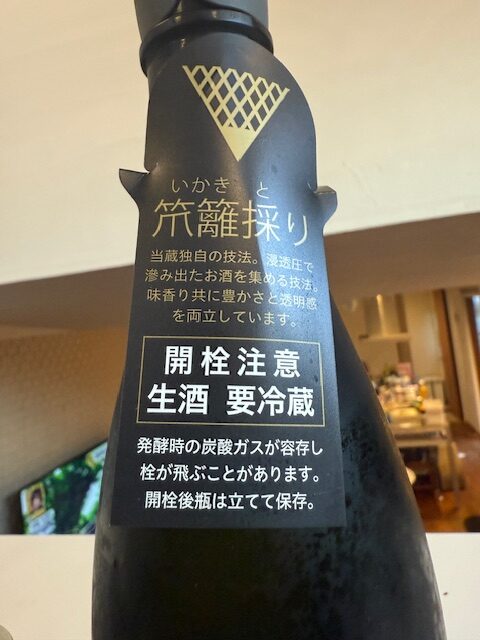 いかき と
笊籬採り
当蔵独自の技法。浸透圧で
滲み出たお酒を集める技法。
味香り共に豊かさと透明感
を両立しています。
開栓注意
生酒 要冷蔵
発酵時の炭酸ガスが容存し
栓が飛ぶことがあります。
開栓後瓶は立てて保存。